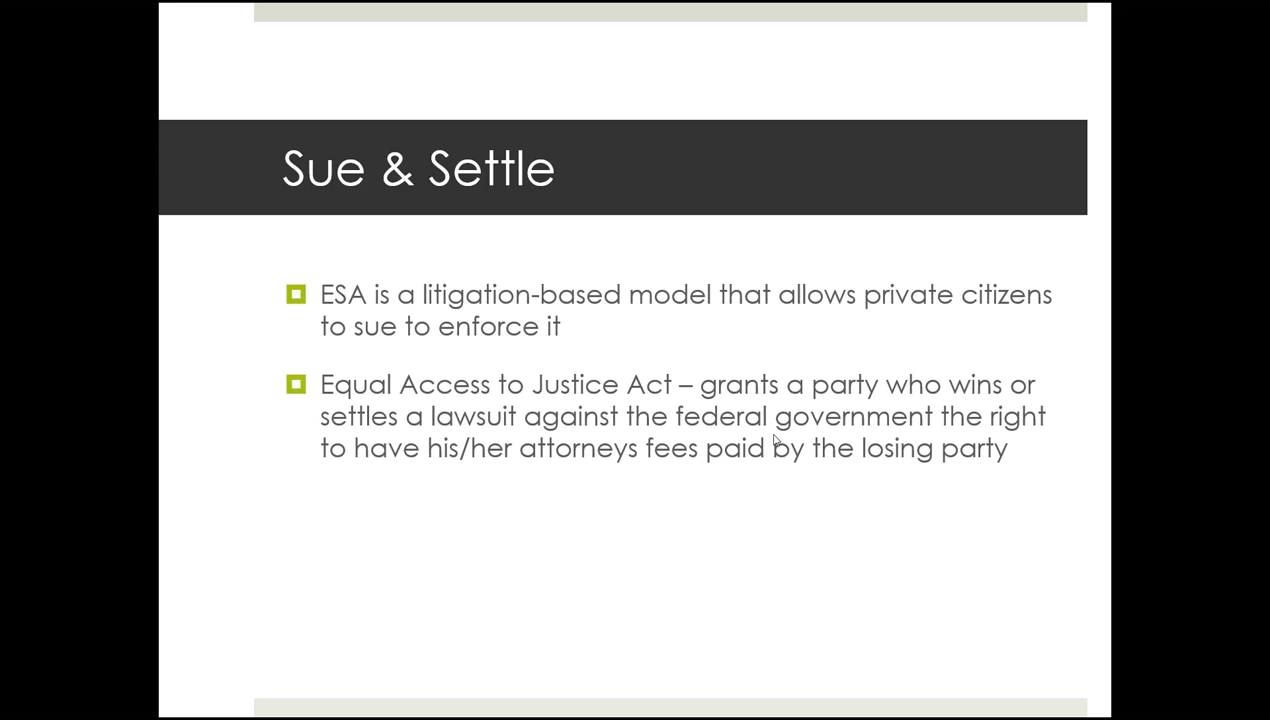 Sue & Settle
ESA is a litigation-based model that allows private citizens
to sue to enforce it
Equal Access to Justice Act – grants a party who wins or
settles a lawsuit against the federal government the right
to have his/her attorneys fees paid by the losing party